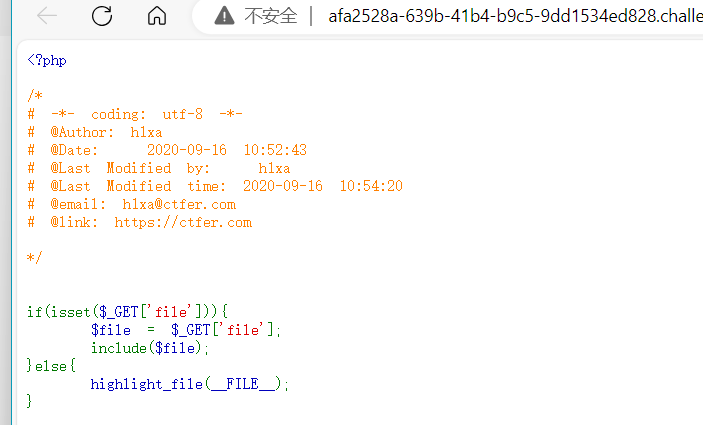 不安全 | afa2528a-639b-41b4-b9c5-9dd1534ed828.challe
<?php
/*
# -*- coding: utf-8 -*-
# @Author: h1xa
# @Date: 2020-09-16 10:52:43
# @Last Modified by: h1xa
# @Last Modified time: 2020-09-16 10:54:20
# @email: h1xa@ctfer.com
# @link: https://ctfer.com
*/
if(isset($_GET['file'])){
$file = $_GET['file'];
include($file);
}else{
highlight_file(__FILE__);
}